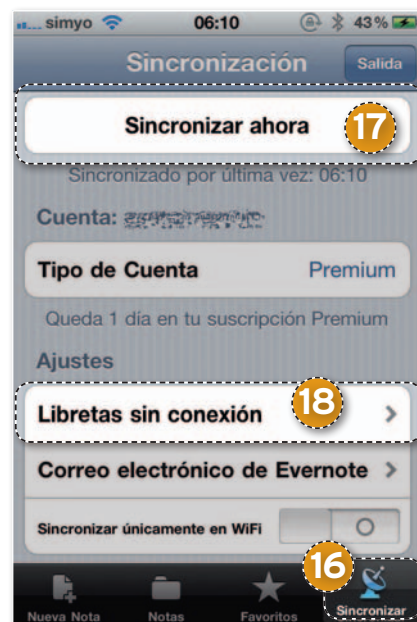 simyo 06:10 43%
Sincronización Salida
Sincronizar ahora 17
Sincronizado por última vez: 06:10
Cuenta:
Tipo de Cuenta Premium
Queda 1 día en tu suscripción Premium
Ajustes
Libretas sin conexión 18
Correo electrónico de Evernote
Sincronizar únicamente en WiFi
16
Nueva Nota Notas Favoritos Sincronizar